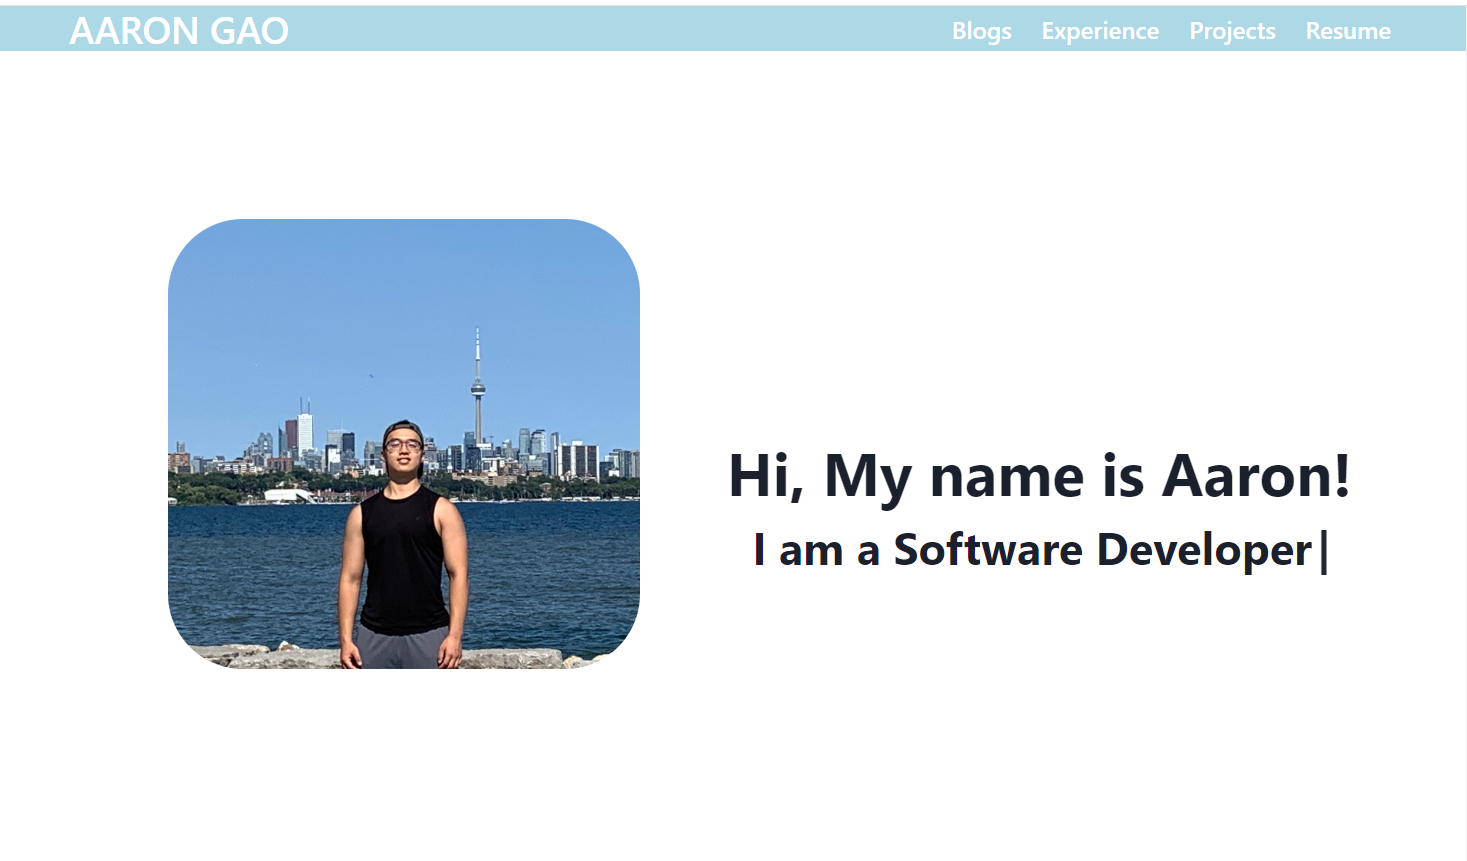 AARON GAO
Blogs Experience Projects Resume
Hi, My name is Aaron!
I am a Software Developer|